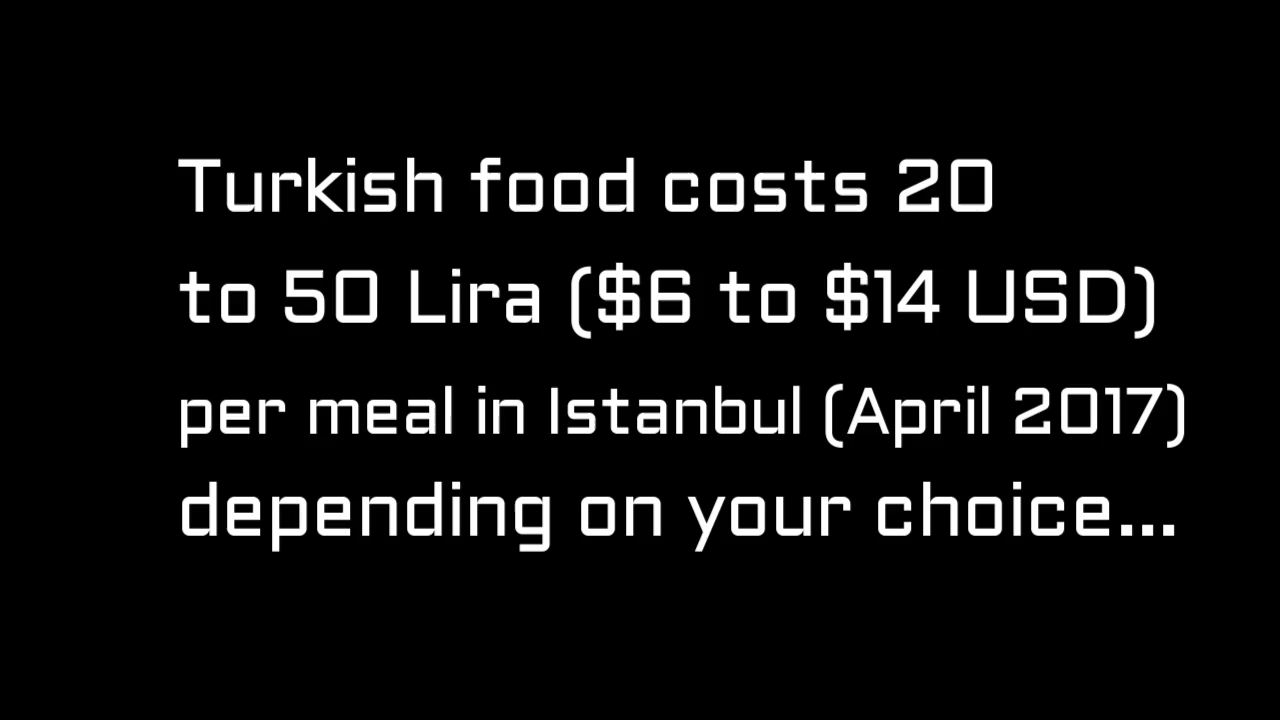 Turkish food costs 20
to 50 Lira ($6 to $14 USD)
per meal in Istanbul (April 2017)
depending on your choice...